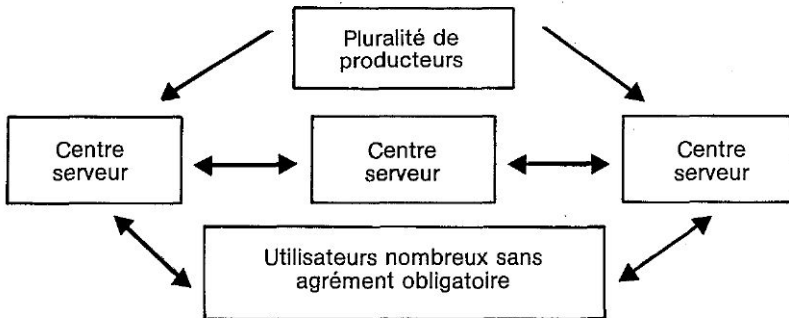 Pluralité de
producteurs
Centre
serveur
Centre
serveur
Centre
serveur
Utilisateurs nombreux sans
agrément obligatoire